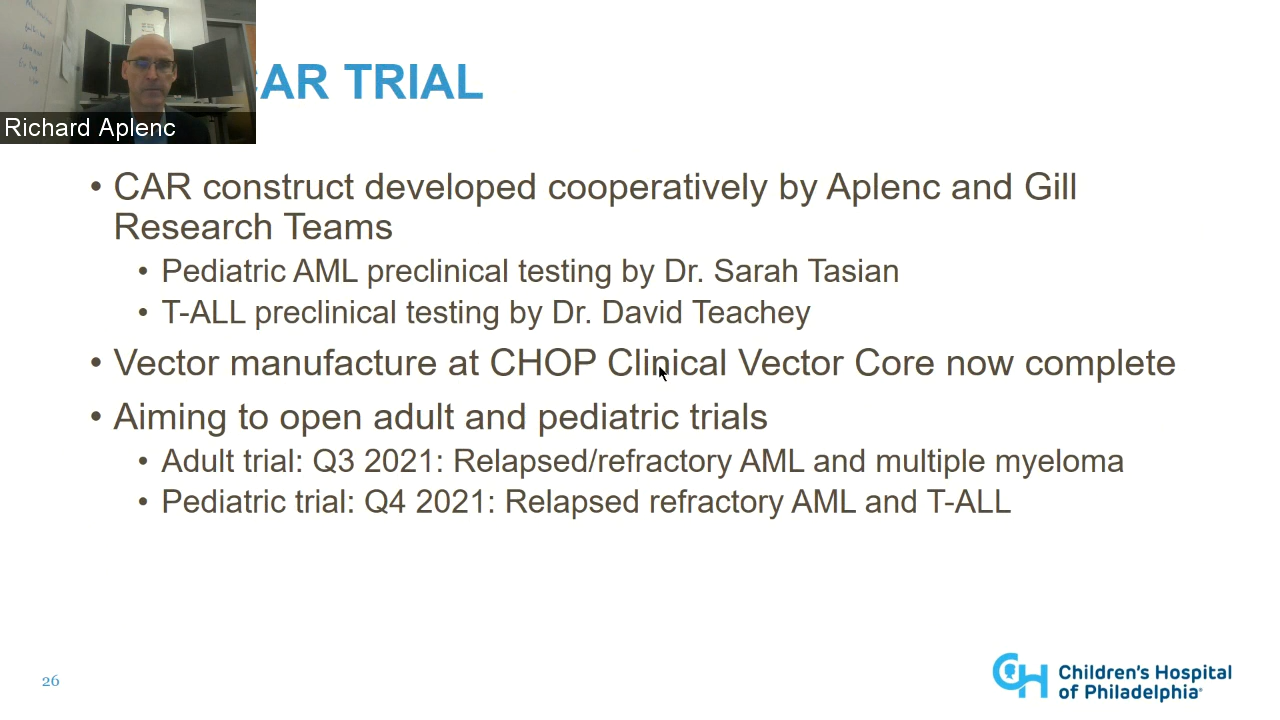 CAR TRIAL
Richard Aplenc
• CAR construct developed cooperatively by Aplenc and Gill
Research Teams
• Pediatric AML preclinical testing by Dr. Sarah Tasian
• T-ALL preclinical testing by Dr. David Teachey
• Vector manufacture at CHOP Clinical Vector Core now complete
• Aiming to open adult and pediatric trials
• Adult trial: Q3 2021: Relapsed/refractory AML and multiple myeloma
• Pediatric trial: Q4 2021: Relapsed refractory AML and T-ALL
26
CH Children's Hospital
of Philadelphia